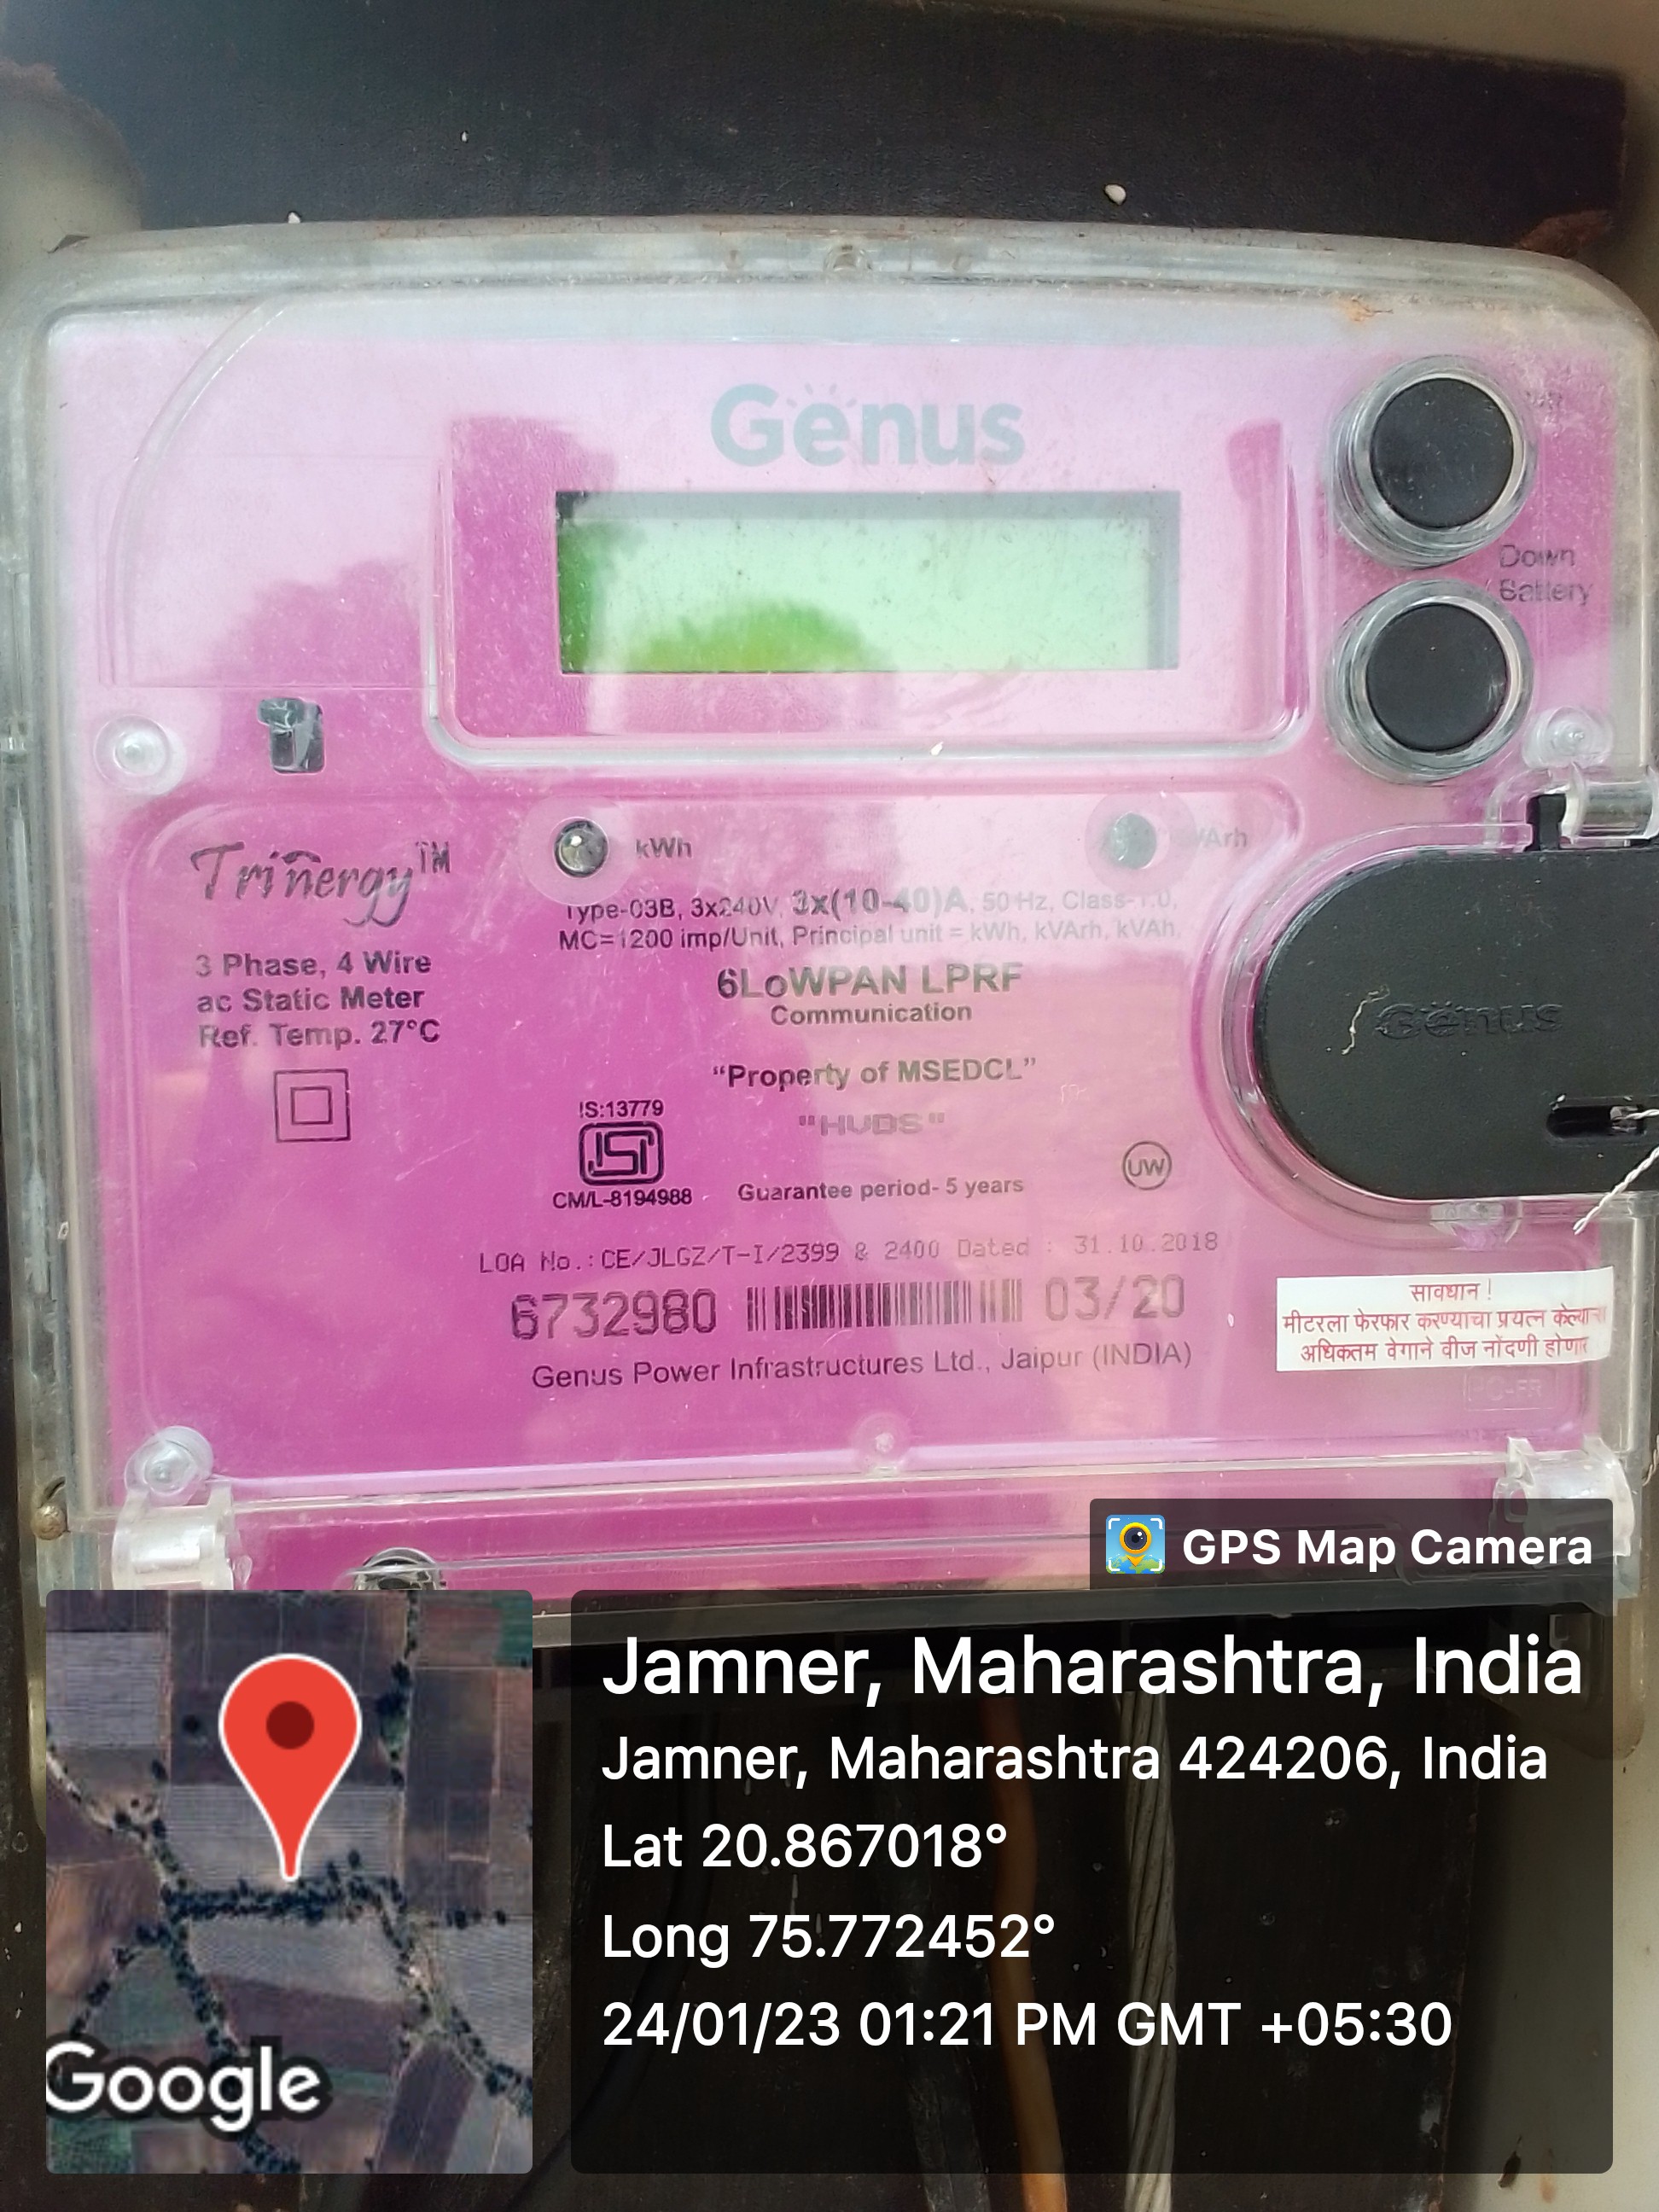 Genus
Down
Battery
kWh
Trinergy™
Type-03B, 3x240V, 3x(10-40)A, 50 Hz, Class-1.0,
MC=1200 imp/Unit, Principal unit = kWh, kVArh, kVAh,
3 Phase, 4 Wire
ac Static Meter
Ref. Temp. 27°C
6LoWPAN LPRF
Communication
Genus
"Property of MSEDCL"
"HVDS"
IS:13779
ISI
CM/L-8194988
Guarantee period- 5 years
UW
LOA No.:CE/JLGZ/T-I/2399 & 2400 Dated : 31.10.2018
6732980 03/20
Genus Power Infrastructures Ltd., Jaipur (INDIA)
सावधान !
मीटरला फेरफार करण्याचा प्रयत्न केल्यास
अधिकतम वेगाने वीज नोंदणी होणार
GPS Map Camera
Jamner, Maharashtra, India
Jamner, Maharashtra 424206, India
Lat 20.867018°
Long 75.772452°
24/01/23 01:21 PM GMT +05:30
Google